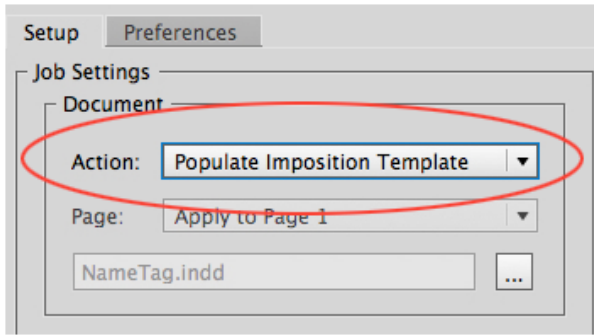 Setup Preferences
Job Settings
Document
Action: Populate Imposition Template
Page: Apply to Page 1
NameTag.indd ...